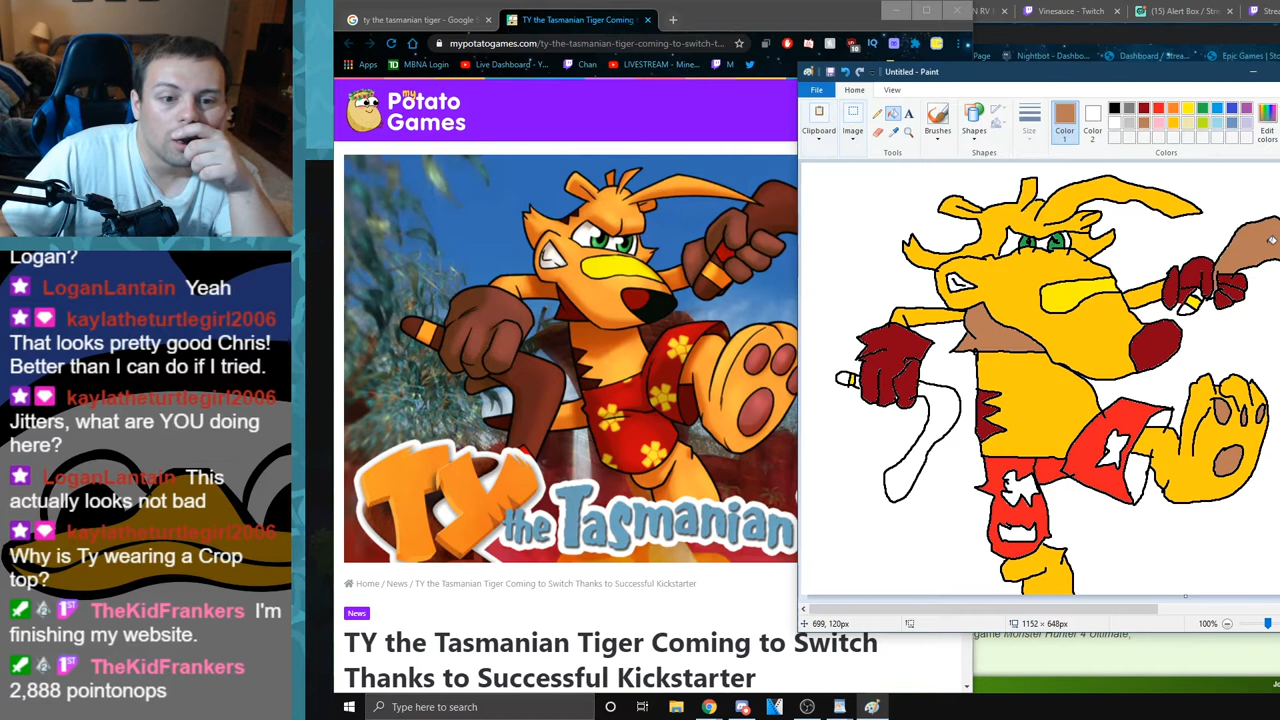 Logan?
LoganLantain Yeah
kaylatheturtlegirl2006
That looks pretty good Chris!
Better than I can do if I tried.
kaylatheturtlegirl2006
Jitters, what are YOU doing
here?
LoganLantain This
actually looks not bad
kaylatheturtlegirl2006
Why is Ty wearing a Crop
top?
TheKidFrankers I'm
finishing my website.
TheKidFrankers
2,888 pointonops
ty the tasmanian tiger - Google S
TY the Tasmanian Tiger Coming
mypotatogames.com/ty-the-tasmanian-tiger-coming-to-switch-t...
Apps
MBNA Login
Live Dashboard - Y...
Chan
LIVESTREAM - Mine...
M
my
Potato
Games
TY
the Tasmanian
Home / News / TY the Tasmanian Tiger Coming to Switch Thanks to Successful Kickstarter
News
TY the Tasmanian Tiger Coming to Switch
Thanks to Successful Kickstarter
Vinesauce - Twitch
(15) Alert Box / Stre
Strea
Page
Nightbot - Dashbo...
Dashboard / Strea...
Epic Games | S
Untitled - Paint
File
Home
View
Clipboard
Image
Tools
Brushes
Shapes
Shapes
Size
Color
1
Color
2
Colors
Edit
colors
699, 120px
1152 × 648px
100%
game Monster Hunter 4 Ultimate,
Type here to search